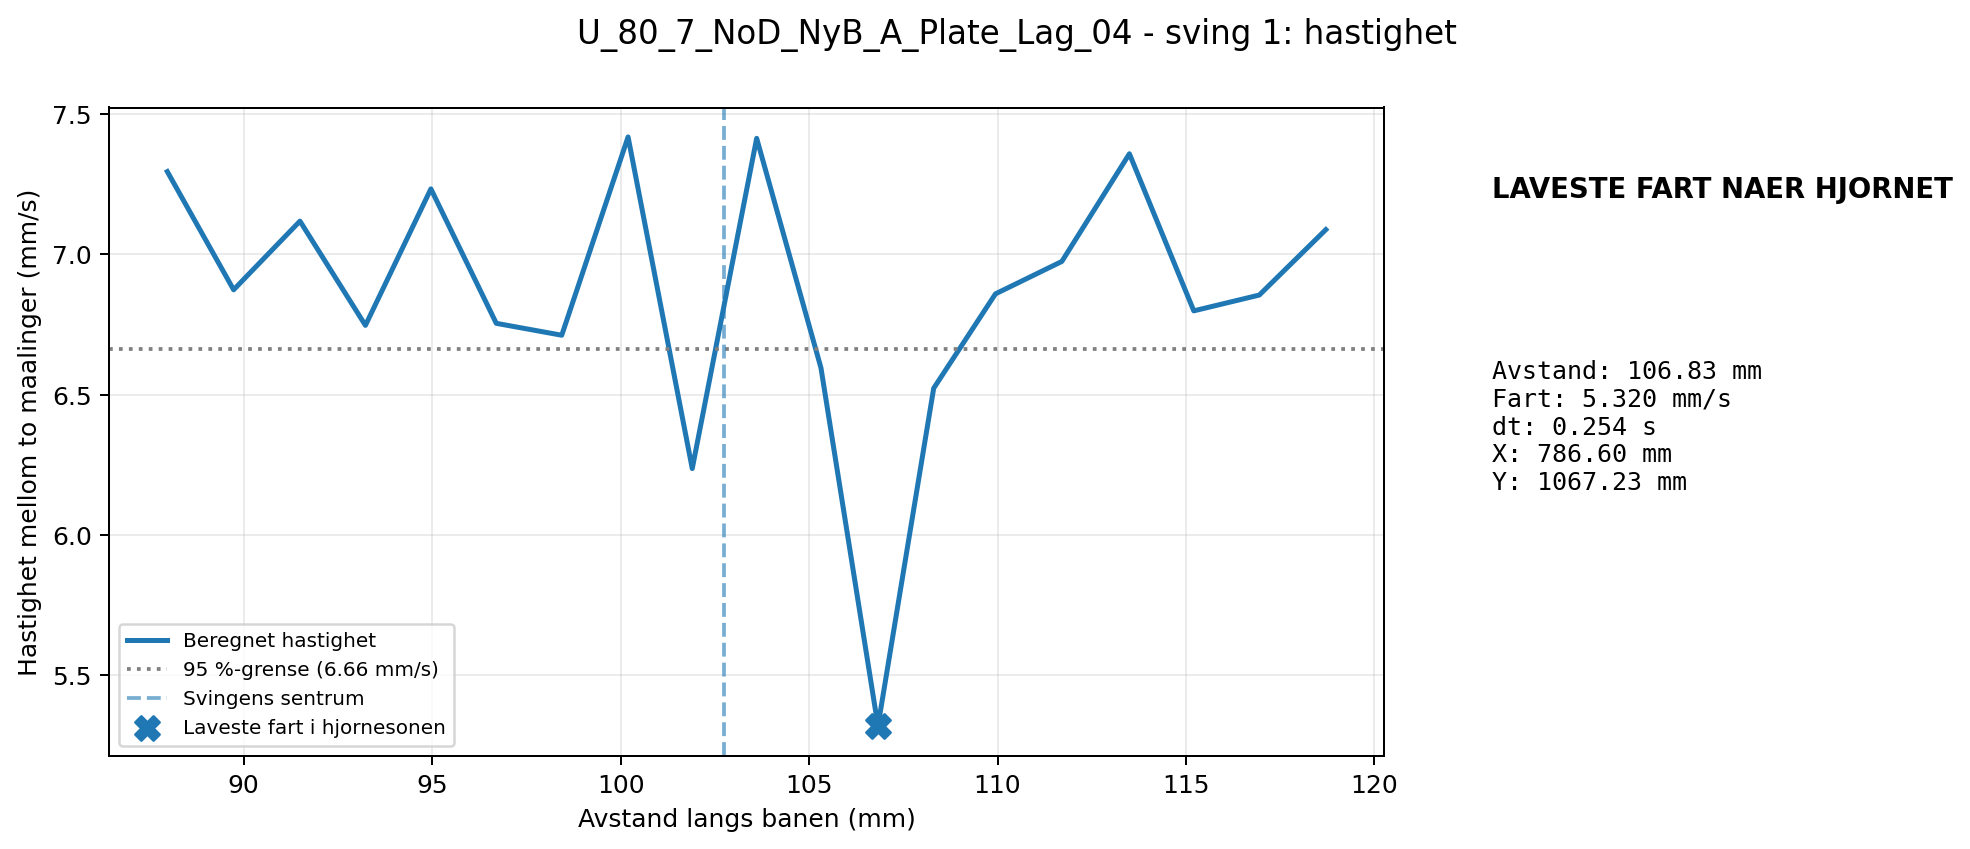 U_80_7_NoD_NyB_A_Plate_Lag_04 - sving 1: hastighet
Hastighet mellom to maalinger (mm/s)
7.5
7.0
6.5
6.0
5.5
Beregnet hastighet
95 %-grense (6.66 mm/s)
Svingens sentrum
Laveste fart i hjornesonen
90
95
100
105
110
115
120
Avstand langs banen (mm)
LAVESTE FART NAER HJORNET
Avstand: 106.83 mm
Fart: 5.320 mm/s
dt: 0.254 s
X: 786.60 mm
Y: 1067.23 mm